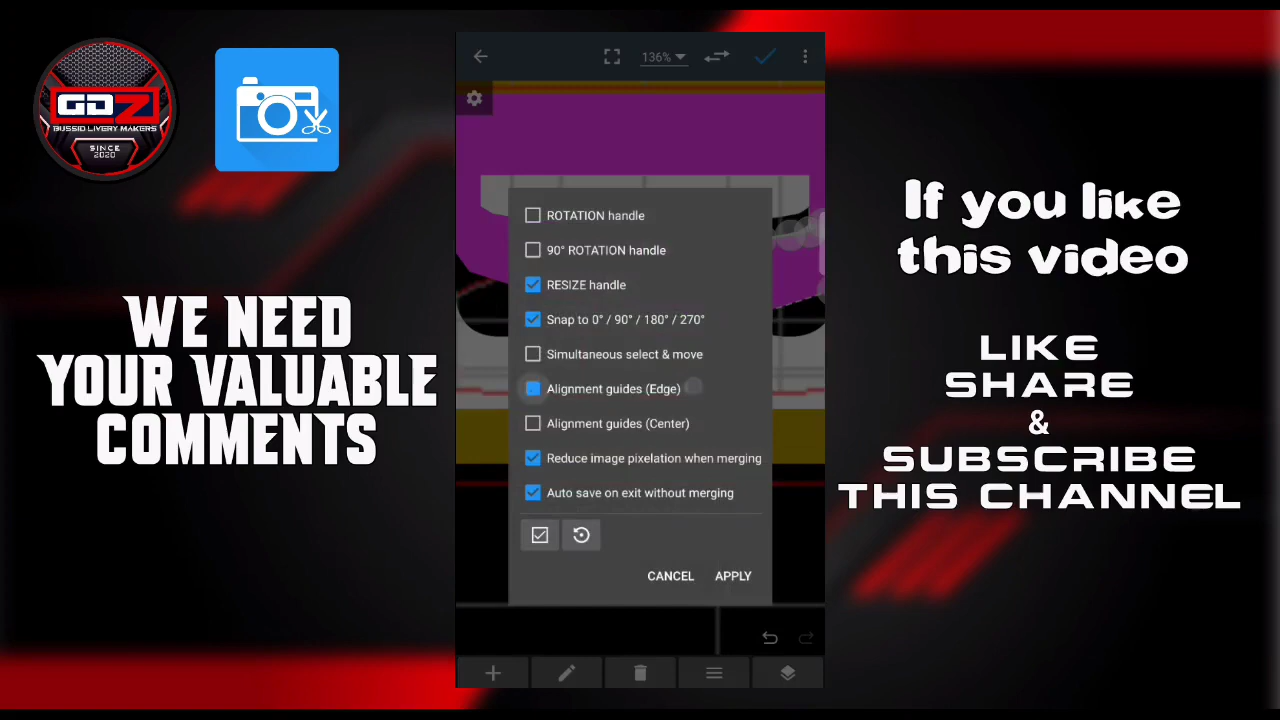 GDZ
BUSSID LIVERY MAKERS
SINCE
2020
WE NEED
YOUR VALUABLE
COMMENTS
136%
ROTATION handle
90° ROTATION handle
RESIZE handle
Snap to 0° / 90° / 180° / 270°
Simultaneous select & move
Alignment guides (Edge)
Alignment guides (Center)
Reduce image pixelation when merging
Auto save on exit without merging
CANCEL APPLY
If you like
this video
LIKE
SHARE
&
SUBSCRIBE
THIS CHANNEL